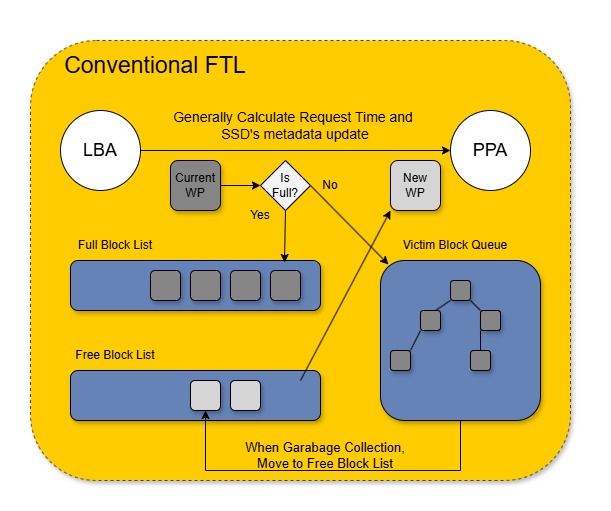 Conventional FTL
Generally Calculate Request Time and
SSD's metadata update
LBA
PPA
Current
WP
Is
Full?
No
New
WP
Yes
Full Block List
Victim Block Queue
Free Block List
When Garabage Collection,
Move to Free Block List